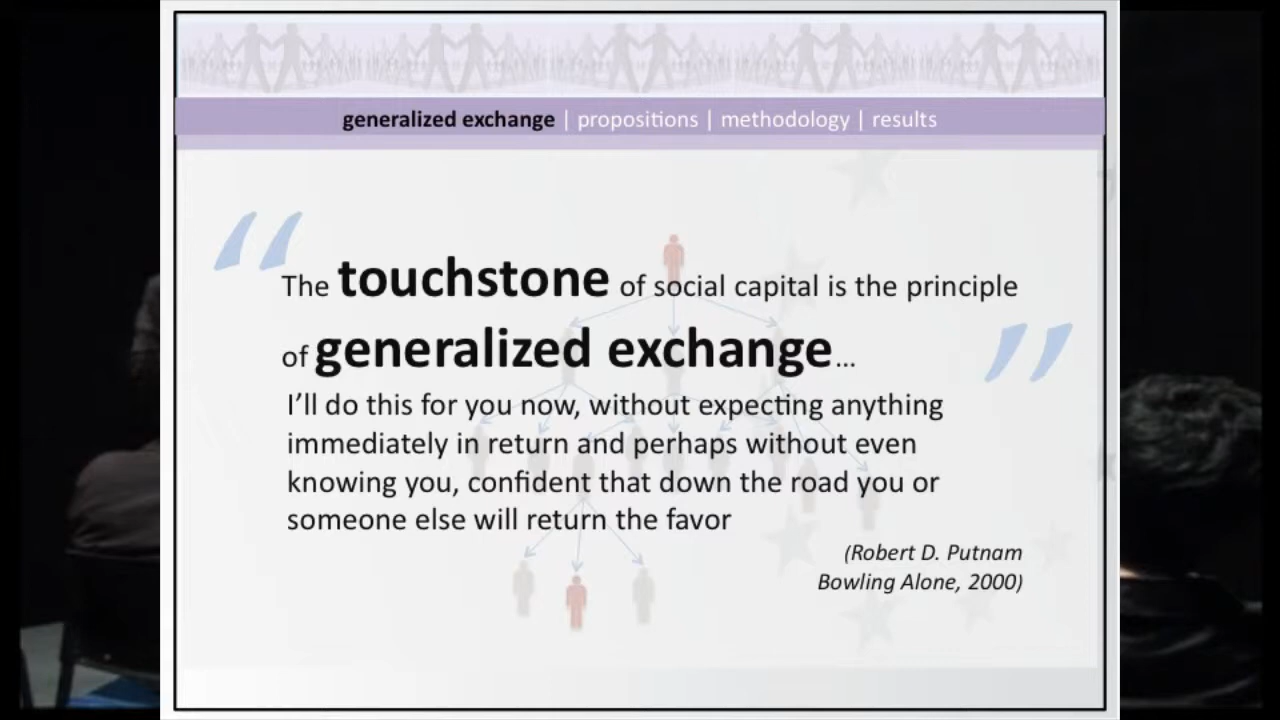 generalized exchange | propositions | methodology | results
“
The touchstone of social capital is the principle
of generalized exchange...
”
I’ll do this for you now, without expecting anything
immediately in return and perhaps without even
knowing you, confident that down the road you or
someone else will return the favor
(Robert D. Putnam
Bowling Alone, 2000)